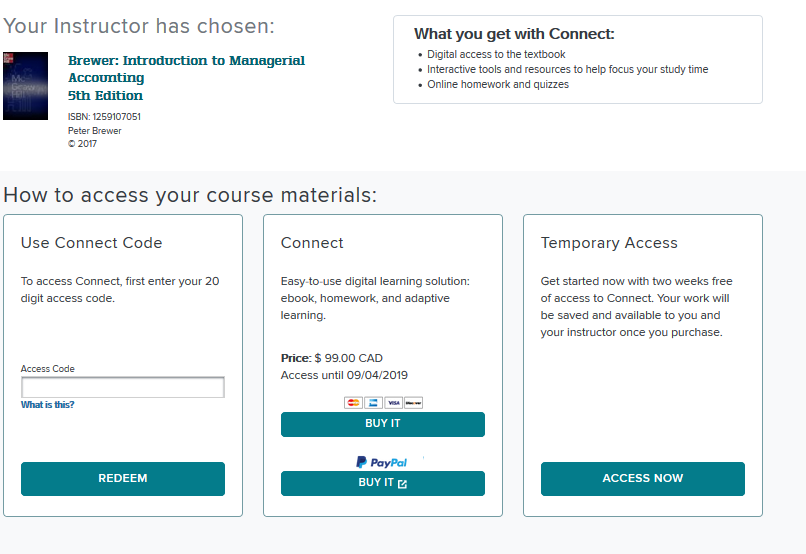 Your Instructor has chosen:
Brewer: Introduction to Managerial
Accounting
5th Edition
ISBN: 1259107051
Peter Brewer
© 2017
What you get with Connect:
• Digital access to the textbook
• Interactive tools and resources to help focus your study time
• Online homework and quizzes
How to access your course materials:
Use Connect Code
To access Connect, first enter your 20
digit access code.
Access Code
What is this?
REDEEM
Connect
Easy-to-use digital learning solution:
ebook, homework, and adaptive
learning.
Price: $ 99.00 CAD
Access until 09/04/2019
VISA
BUY IT
PayPal
BUY IT
Temporary Access
Get started now with two weeks free
of access to Connect. Your work will
be saved and available to you and
your instructor once you purchase.
ACCESS NOW